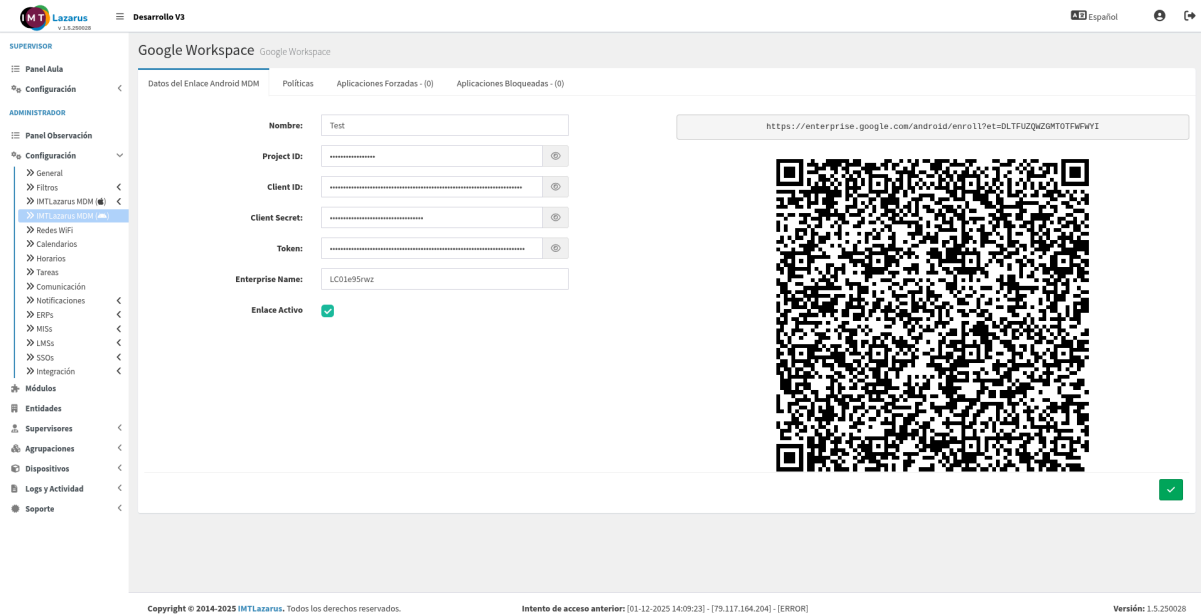 IMT Lazarus
v 1.5.250028
Desarrollo V3
Español
SUPERVISOR
Panel Aula
Configuración
ADMINISTRADOR
Panel Observación
Configuración
General
Filtros
IMTLazarus MDM ()
IMTLazarus MDM ()
Redes WiFi
Calendarios
Horarios
Tareas
Comunicación
Notificaciones
ERPs
MISs
LMSs
SSOs
Integración
Módulos
Entidades
Supervisores
Agrupaciones
Dispositivos
Logs y Actividad
Soporte
Google Workspace Google Workspace
Datos del Enlace Android MDM Políticas Aplicaciones Forzadas - (0) Aplicaciones Bloqueadas - (0)
Nombre: Test
Project ID:
Client ID:
Client Secret:
Token:
Enterprise Name: LC01e95rwz
Enlace Activo
https://enterprise.google.com/android/enroll?et=DLTFUZQWZGMTOTFWFWYI
Copyright © 2014-2025 IMTLazarus. Todos los derechos reservados. Intento de acceso anterior: [01-12-2025 14:09:23] - [79.117.164.204] - [ERROR] Versión: 1.5.250028